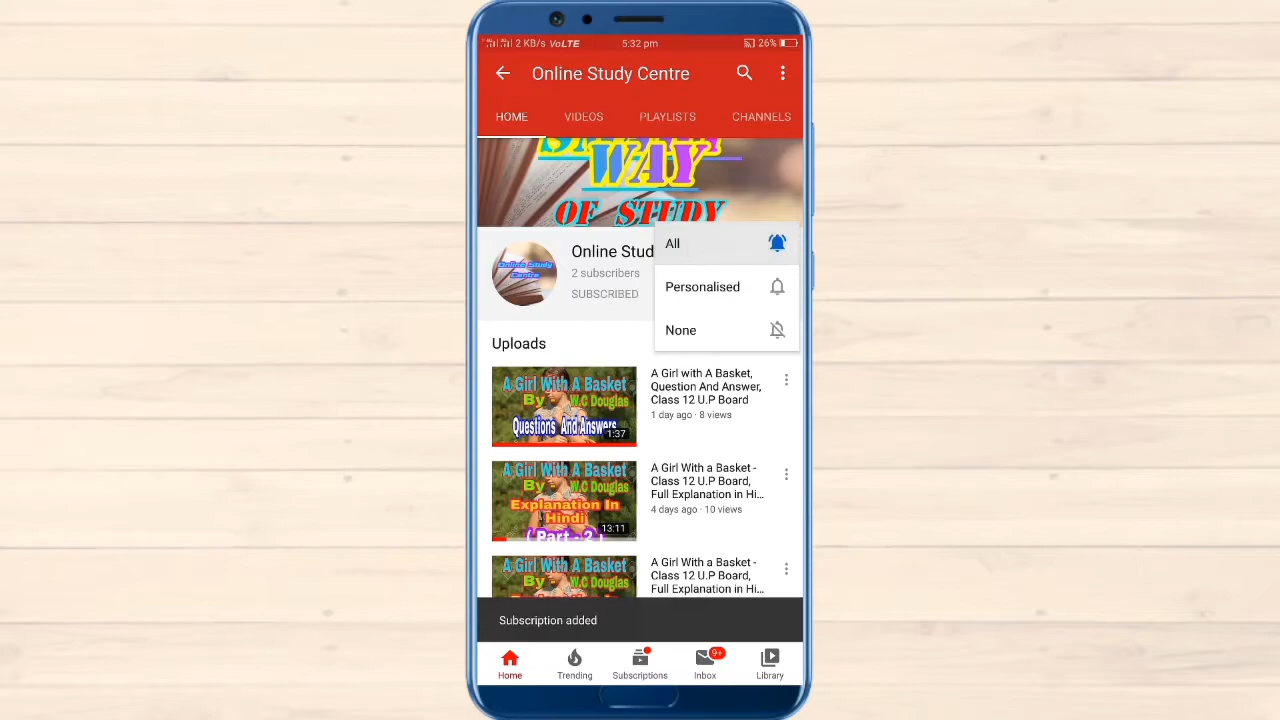 2 KB/s VoLTE 5:32 pm 26%
Online Study Centre
HOME VIDEOS PLAYLISTS CHANNELS
WAY
OF STUDY
Online Stud
2 subscribers
SUBSCRIBED
All
Personalised
None
Online Study
Centre
Uploads
A Girl With A Basket
By - W.C Douglas
Questions And Answers
1:37
A Girl with A Basket,
Question And Answer,
Class 12 U.P Board
1 day ago · 8 views
A Girl With A Basket
By - W.C Douglas
Explanation In
Hindi
( Part - 2 )
13:11
A Girl With a Basket -
Class 12 U.P Board,
Full Explanation in Hi...
4 days ago · 10 views
A Girl With A Basket
By - W.C Douglas
A Girl With a Basket -
Class 12 U.P Board,
Full Explanation in Hi...
Subscription added
9+
Home Trending Subscriptions Inbox Library